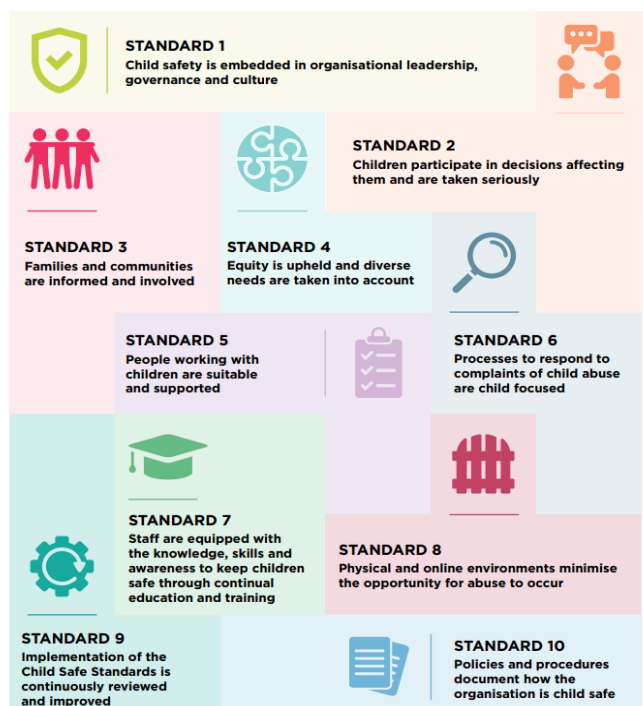 STANDARD 1
Child safety is embedded in organisational leadership,
governance and culture
STANDARD 2
Children participate in decisions affecting
them and are taken seriously
STANDARD 3
Families and communities
are informed and involved
STANDARD 4
Equity is upheld and diverse
needs are taken into account
STANDARD 5
People working with
children are suitable
and supported
STANDARD 6
Processes to respond to
complaints of child abuse
are child focused
STANDARD 7
Staff are equipped with
the knowledge, skills and
awareness to keep children
safe through continual
education and training
STANDARD 8
Physical and online environments minimise
the opportunity for abuse to occur
STANDARD 9
Implementation of the
Child Safe Standards is
continuously reviewed
and improved
STANDARD 10
Policies and procedures
document how the
organisation is child safe